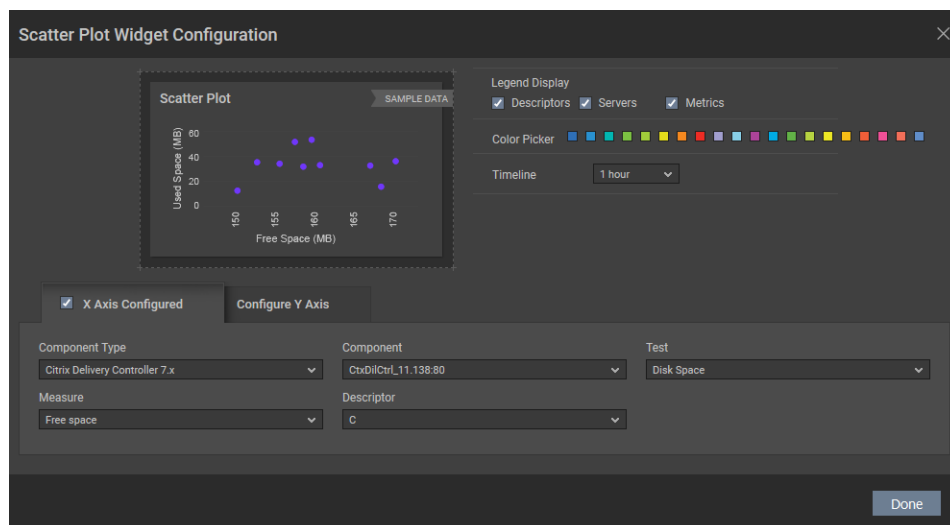 Scatter Plot Widget Configuration
Scatter Plot
SAMPLE DATA
Used Space (MB)
60
40
20
0
150
155
160
165
170
Free Space (MB)
Legend Display
Descriptors Servers Metrics
Color Picker
Timeline 1 hour
X Axis Configured Configure Y Axis
Component Type Component Test
Citrix Delivery Controller 7.x CtxDilCtrl_11.138:80 Disk Space
Measure Descriptor
Free space C
Done